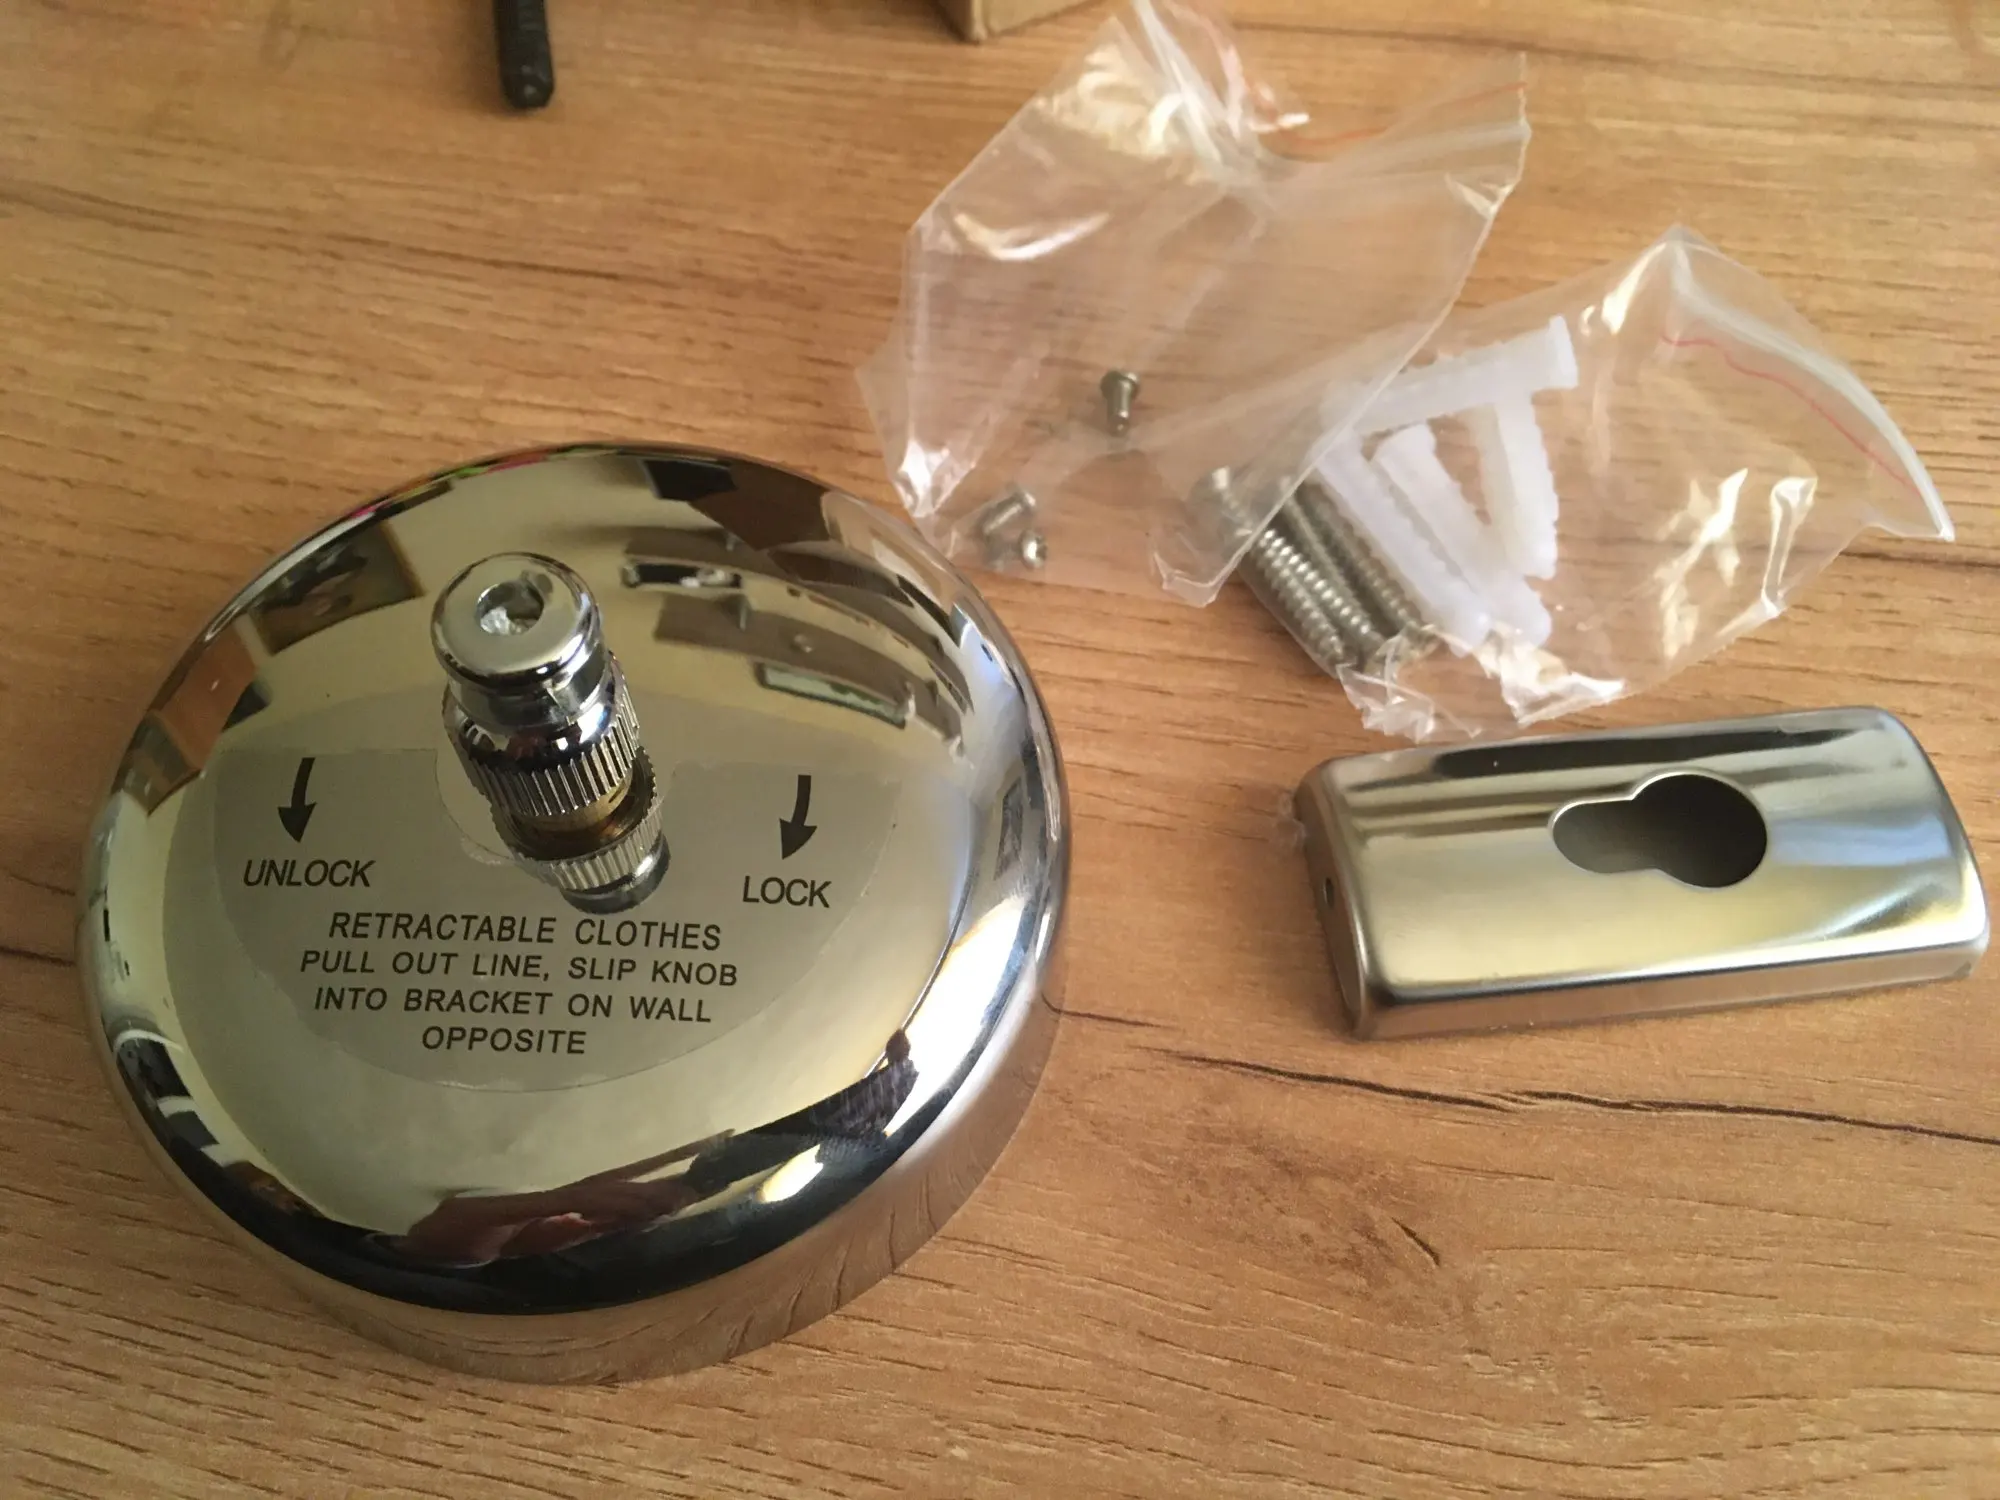 UNLOCK
LOCK
RETRACTABLE CLOTHES
PULL OUT LINE, SLIP KNOB
INTO BRACKET ON WALL
OPPOSITE